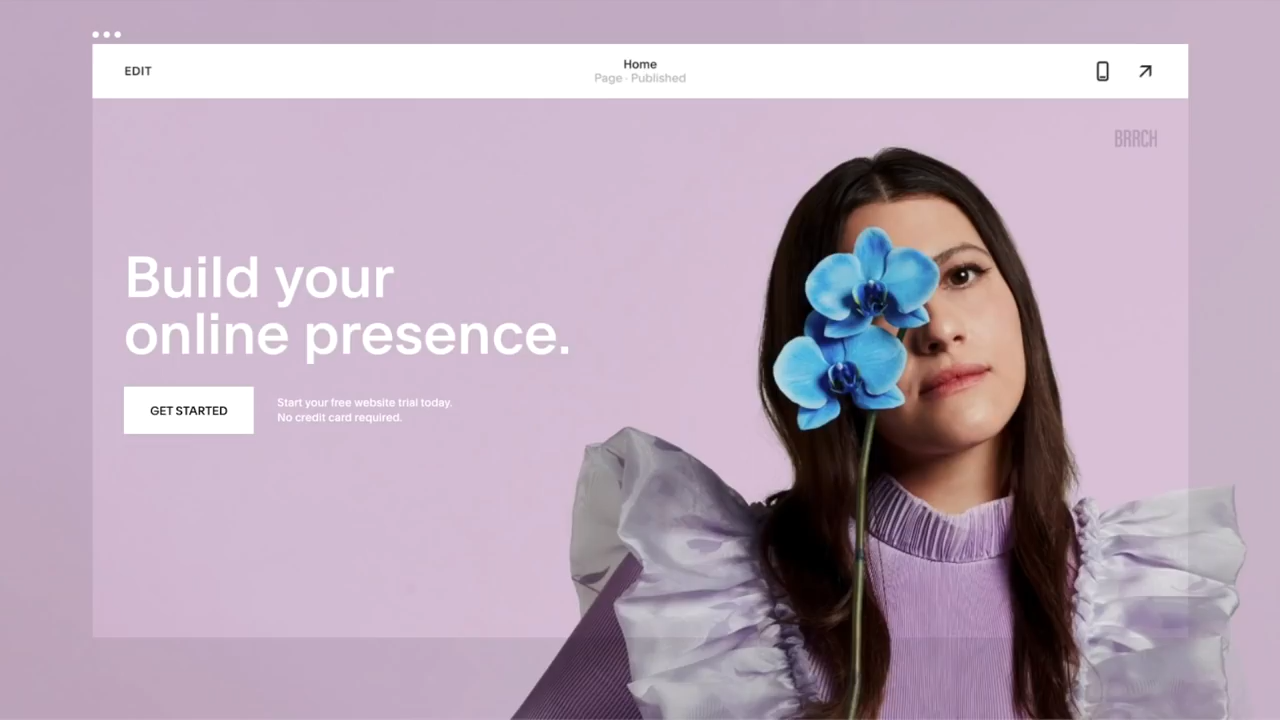 EDIT
Home
Page · Published
BRRCH
Build your
online presence.
GET STARTED
Start your free website trial today.
No credit card required.